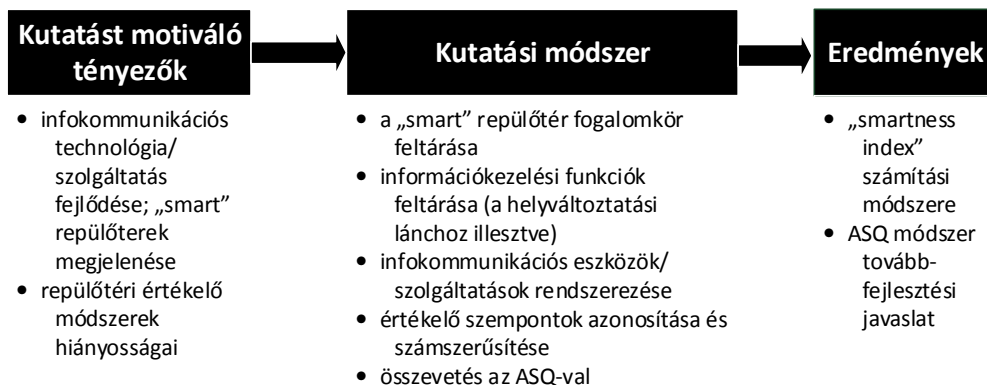 Kutatást motiváló
tényezők
• infokommunikációs
technológia/
szolgáltatás
fejlődése; „smart”
repülőterek
megjelenése
• repülőtéri értékelő
módszerek
hiányosságai
Kutatási módszer
• a „smart” repülőtér fogalomkör
feltárása
• információkezelési funkciók
feltárása (a helyváltoztatási
lánchoz illesztve)
• infokommunikációs eszközök/
szolgáltatások rendszerezése
• értékelő szempontok azonosítása és
számszerűsítése
• összevetés az ASQ-val
Eredmények
• „smartness
index”
számítási
módszere
• ASQ módszer
tovább-
fejlesztési
javaslat